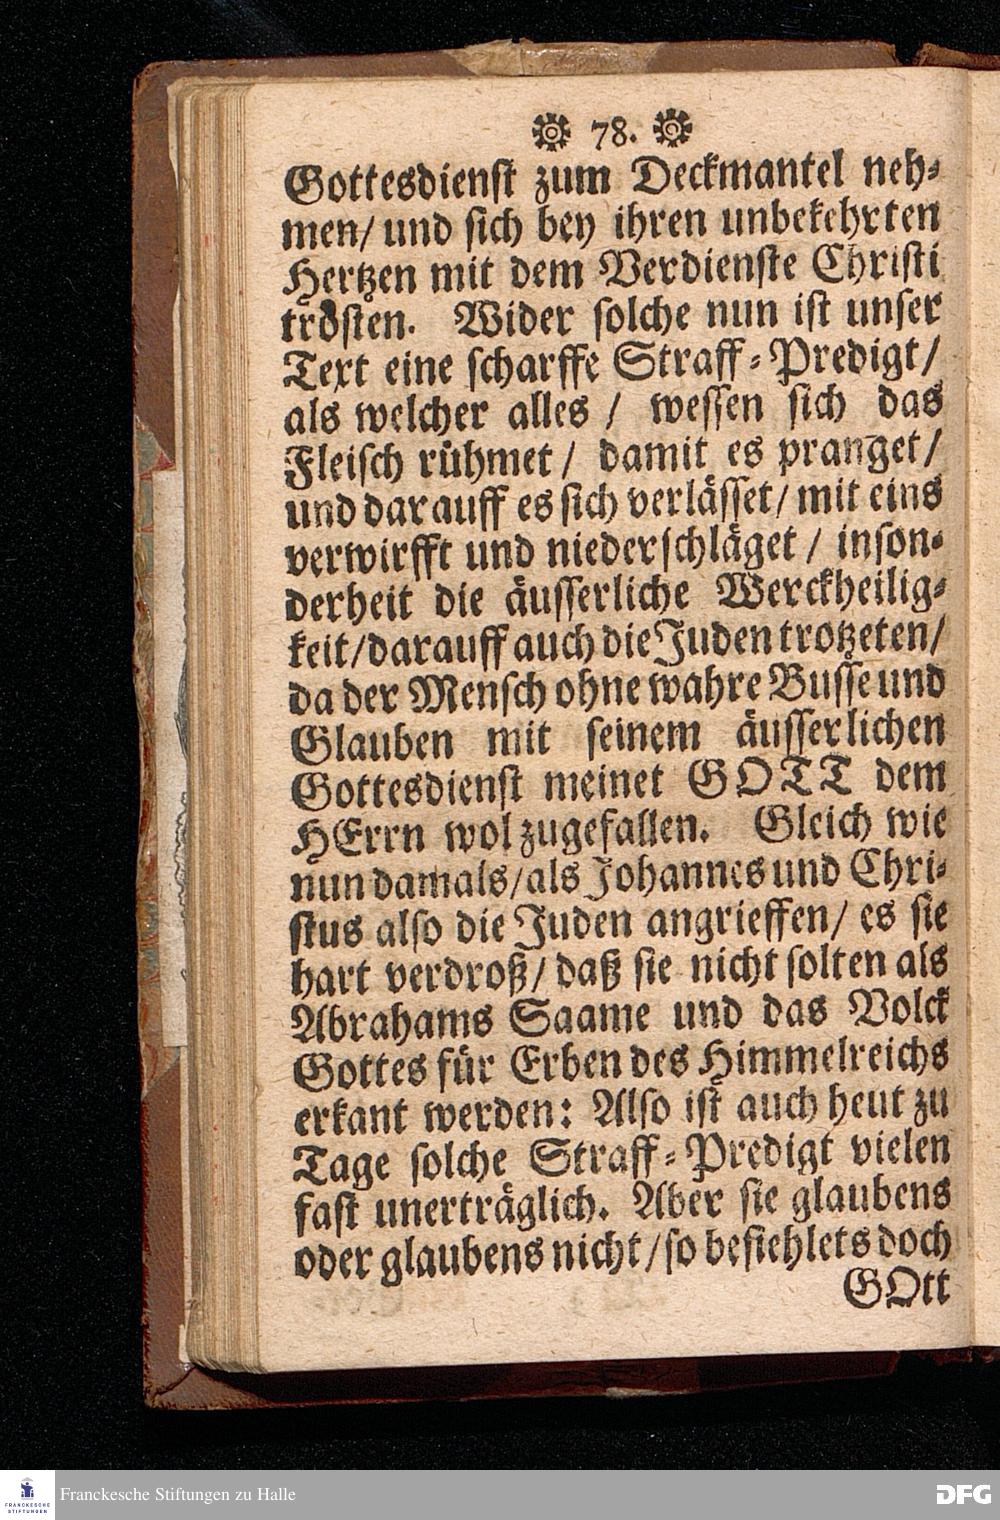 78.
Gottesdienst zum Deckmantel neh-
men/ und sich bey ihren unbekehrten
Hertzen mit dem Verdienste Christi
trösten. Wider solche nun ist unser
Text eine scharffe Straff-Predigt/
als welcher alles / wessen sich das
Fleisch rühmet / damit es pranget/
und darauff es sich verlässet/ mit eins
verwirfft und niederschläget / inson-
derheit die äusserliche Werckheilig-
keit/darauff auch die Juden trotzeten/
da der Mensch ohne wahre Busse und
Glauben mit seinem äusserlichen
Gottesdienst meinet GOTT dem
HErrn wol zugefallen. Gleich wie
nun damals/als Johannes und Chri-
stus also die Juden angrieffen/ es sie
hart verdroß/ daß sie nicht solten als
Abrahams Saame und das Volck
Gottes für Erben des Himmelreichs
erkant werden: Also ist auch heut zu
Tage solche Straff-Predigt vielen
fast unerträglich. Aber sie glaubens
oder glaubens nicht/so befiehlets doch
GOtt
FRANCKESCHE
STIFTUNGEN
Franckesche Stiftungen zu Halle
DFG